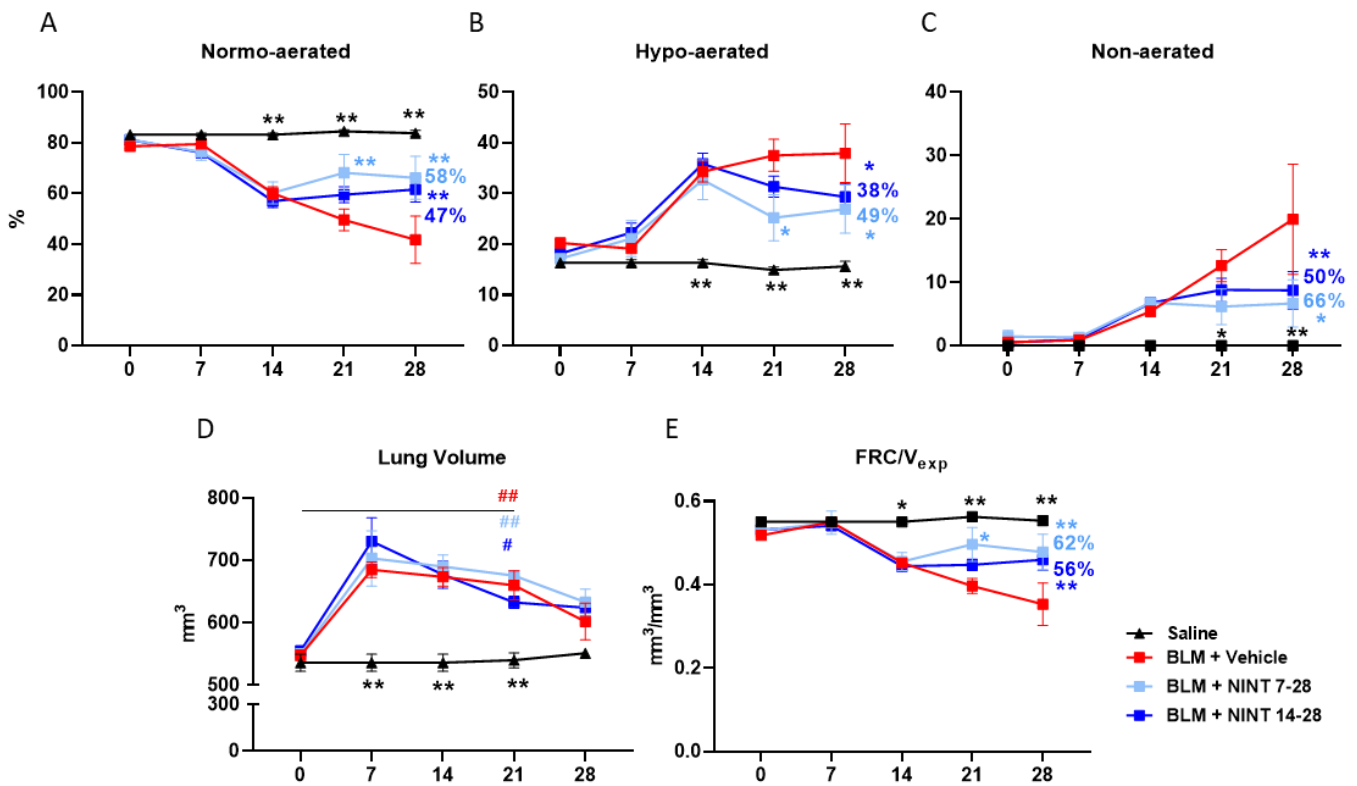 A
Normo-aerated
%
100
80
60
40
20
0
0 7 14 21 28
** ** **
**
**
58%
**
47%
B
Hypo-aerated
50
40
30
20
10
0
0 7 14 21 28
*
38%
49%
*
*
** ** **
C
Non-aerated
40
30
20
10
0
0 7 14 21 28
**
50%
66%
*
* **
D
Lung Volume
mm³
800
700
600
500
300
0
0 7 14 21 28
##
##
#
** ** **
E
FRC/Vexp
mm³/mm³
0.6
0.4
0.2
0.0
0 7 14 21 28
* ** **
*
**
62%
56%
**
Saline
BLM + Vehicle
BLM + NINT 7-28
BLM + NINT 14-28